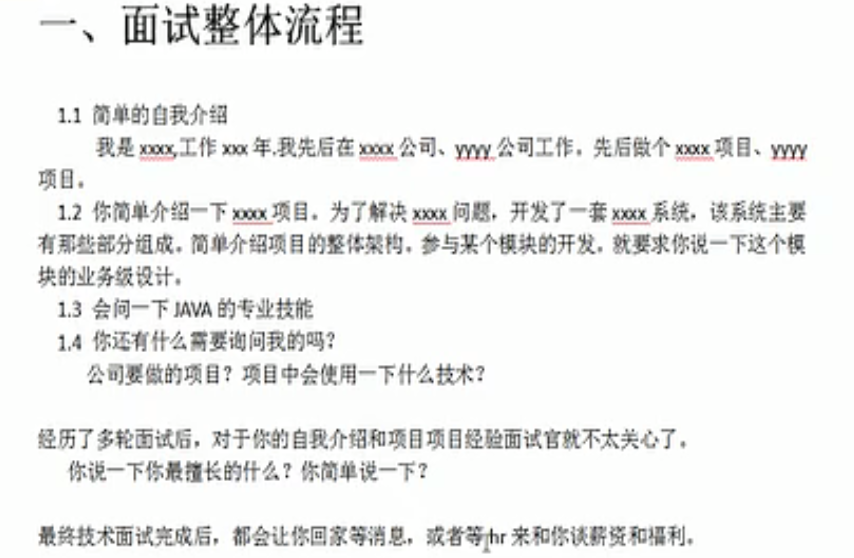 一、面试整体流程
1.1 简单的自我介绍
我是 xxxx,工作 xxx 年.我先后在 xxxx 公司、yyyy 公司工作。先后做个 xxxx 项目、yyyy
项目。
1.2 你简单介绍一下 xxxx 项目。为了解决 xxxx 问题，开发了一套 xxxx 系统，该系统主要
有那些部分组成。简单介绍项目的整体架构。参与某个模块的开发。就要求你说一下这个模
块的业务级设计。
1.3 会问一下 JAVA 的专业技能
1.4 你还有什么需要询问我的吗？
公司要做的项目？项目中会使用一下什么技术？
经历了多轮面试后，对于你的自我介绍和项目项目经验面试官就不太关心了。
你说一下你最擅长的什么？你简单说一下？
最终技术面试完成后，都会让你回家等消息，或者等 hr 来和你谈薪资和福利。